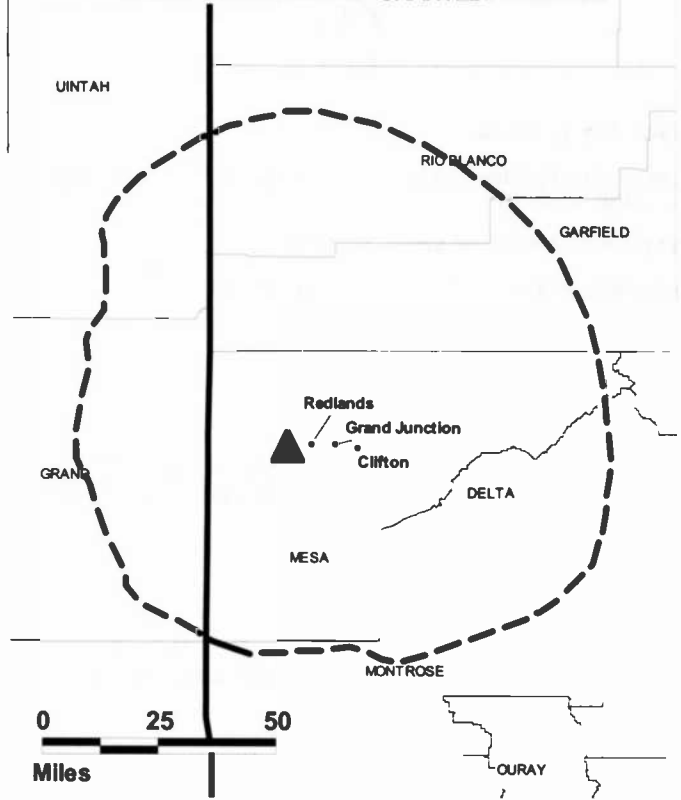 UINTAH
RIO BLANCO
GARFIELD
Redlands
Grand Junction
Clifton
GRAND
DELTA
MESA
MONTROSE
0 25 50
Miles
OURAY